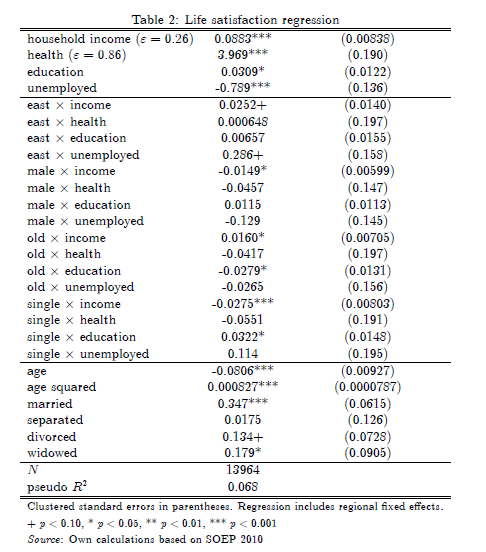 Table 2: Life satisfaction regression
household income (ε = 0.26) 0.0883*** (0.00838)
health (ε = 0.86) 3.969*** (0.190)
education 0.0309* (0.0122)
unemployed -0.789*** (0.136)
east × income 0.0252+ (0.0140)
east × health 0.000648 (0.197)
east × education 0.00657 (0.0155)
east × unemployed 0.286+ (0.158)
male × income -0.0149* (0.00599)
male × health -0.0457 (0.147)
male × education 0.0115 (0.0113)
male × unemployed -0.129 (0.145)
old × income 0.0160* (0.00705)
old × health -0.0417 (0.197)
old × education -0.0279* (0.0131)
old × unemployed -0.0265 (0.156)
single × income -0.0275*** (0.00803)
single × health -0.0551 (0.191)
single × education 0.0322* (0.0148)
single × unemployed 0.114 (0.195)
age -0.0806*** (0.00927)
age squared 0.000827*** (0.0000787)
married 0.347*** (0.0615)
separated 0.0175 (0.126)
divorced 0.134+ (0.0728)
widowed 0.179* (0.0905)
N 13964
pseudo R² 0.068
Clustered standard errors in parentheses. Regression includes regional fixed effects.
+ p < 0.10, * p < 0.05, ** p < 0.01, *** p < 0.001
Source: Own calculations based on SOEP 2010